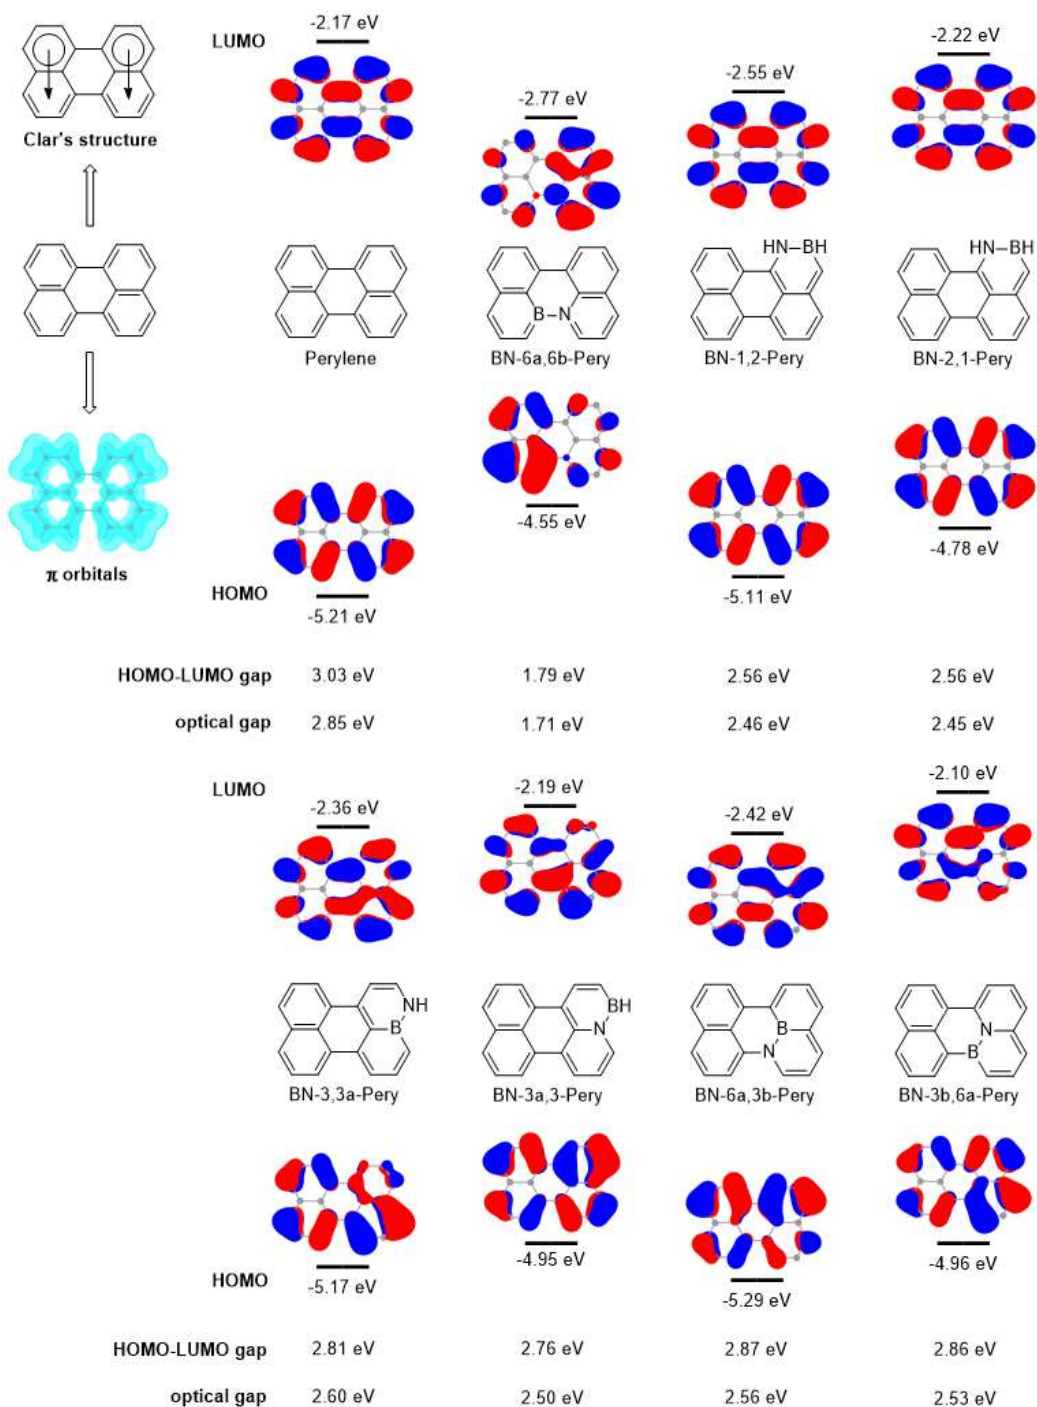 -2.17 eV
LUMO
-2.22 eV
-2.55 eV
-2.77 eV
Clar's structure
HN–BH
HN–BH
B–N
Perylene
BN-6a,6b-Pery
BN-1,2-Pery
BN-2,1-Pery
-4.55 eV
-4.78 eV
π orbitals
HOMO
-5.11 eV
-5.21 eV
HOMO-LUMO gap 3.03 eV 1.79 eV 2.56 eV 2.56 eV
optical gap 2.85 eV 1.71 eV 2.46 eV 2.45 eV
LUMO
-2.10 eV
-2.19 eV
-2.36 eV
-2.42 eV
NH
B
BH
N
B
N
N
B
BN-3,3a-Pery
BN-3a,3-Pery
BN-6a,3b-Pery
BN-3b,6a-Pery
-4.95 eV
-4.96 eV
HOMO
-5.17 eV
-5.29 eV
HOMO-LUMO gap 2.81 eV 2.76 eV 2.87 eV 2.86 eV
optical gap 2.60 eV 2.50 eV 2.56 eV 2.53 eV